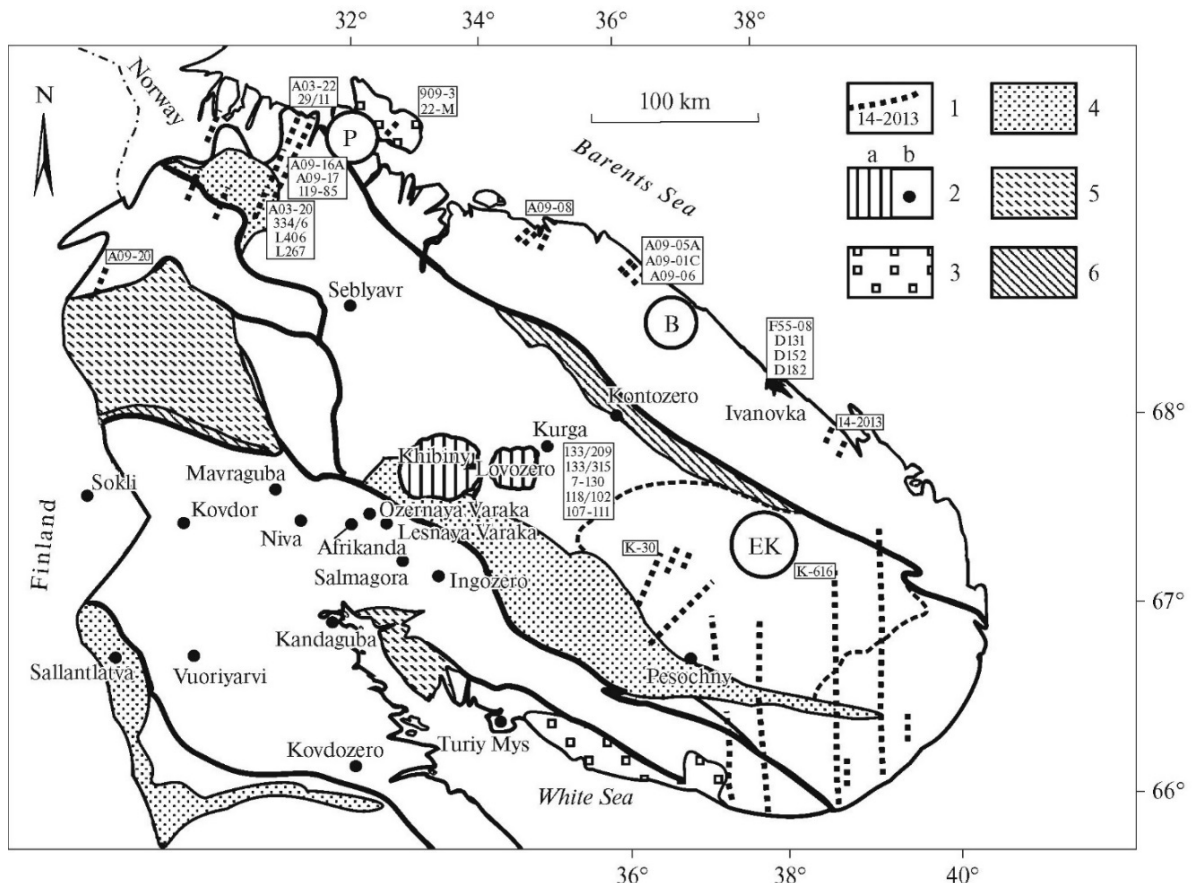 32°
34°
36°
38°
N
Norway
A03-22
29/11
909-3
22-M
100 km
14-2013
1
4
P
a b
2
5
Barents Sea
A09-16A
A09-17
119-85
A03-20
334/6
L406
L267
A09-08
3
6
A09-20
A09-05A
A09-01C
A09-06
Seblyavr
B
F55-08
D131
D152
D182
Kontozero
Ivanovka
68°
14-2013
Kurga
Khibiny
Lovozero
133/209
133/315
7-130
118/102
107-111
Mavraguba
Sokli
Kovdor
Niva
Ozernaya Varaka
Afrikanda
Lesnaya Varaka
Salmagora
Ingozero
EK
K-30
K-616
Finland
67°
Kandaguba
Sallantlatva
Vuoriyarvi
Pesochny
Turiy Mys
Kovdozero
White Sea
66°
36°
38°
40°